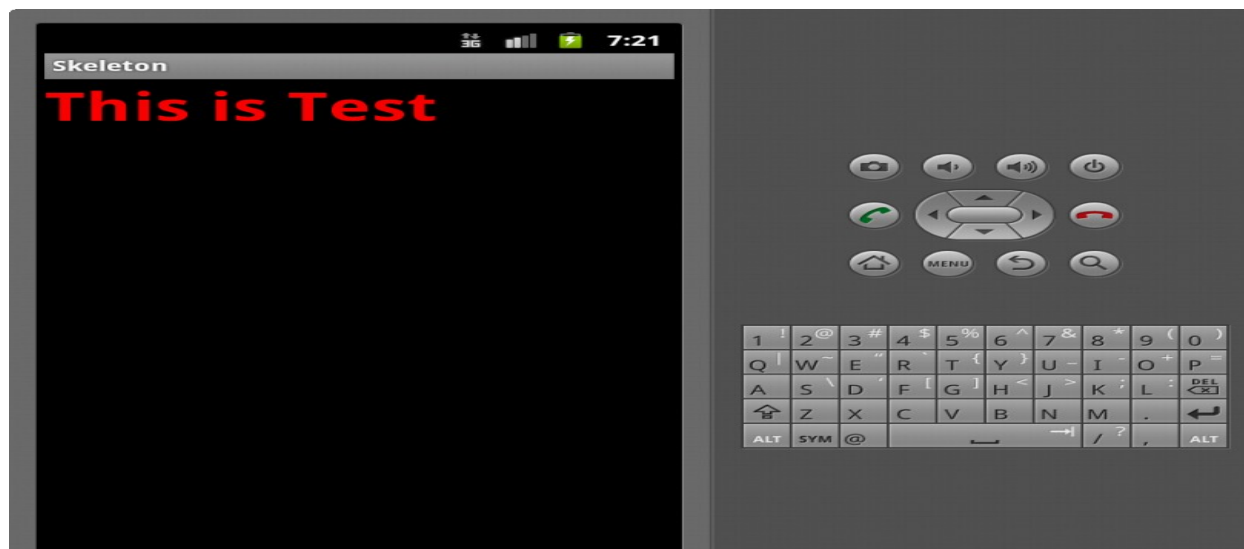 3G 7:21
Skeleton
This is Test
MENU
1 ! 2 @ 3 # 4 $ 5 % 6 ^ 7 & 8 * 9 ( 0 )
Q | W ~ E " R ` T { Y } U _ I - O + P =
A S \ D ´ F [ G ] H < J > K ; L : DEL
Z X C V B N M .
ALT SYM @ / ? , ALT